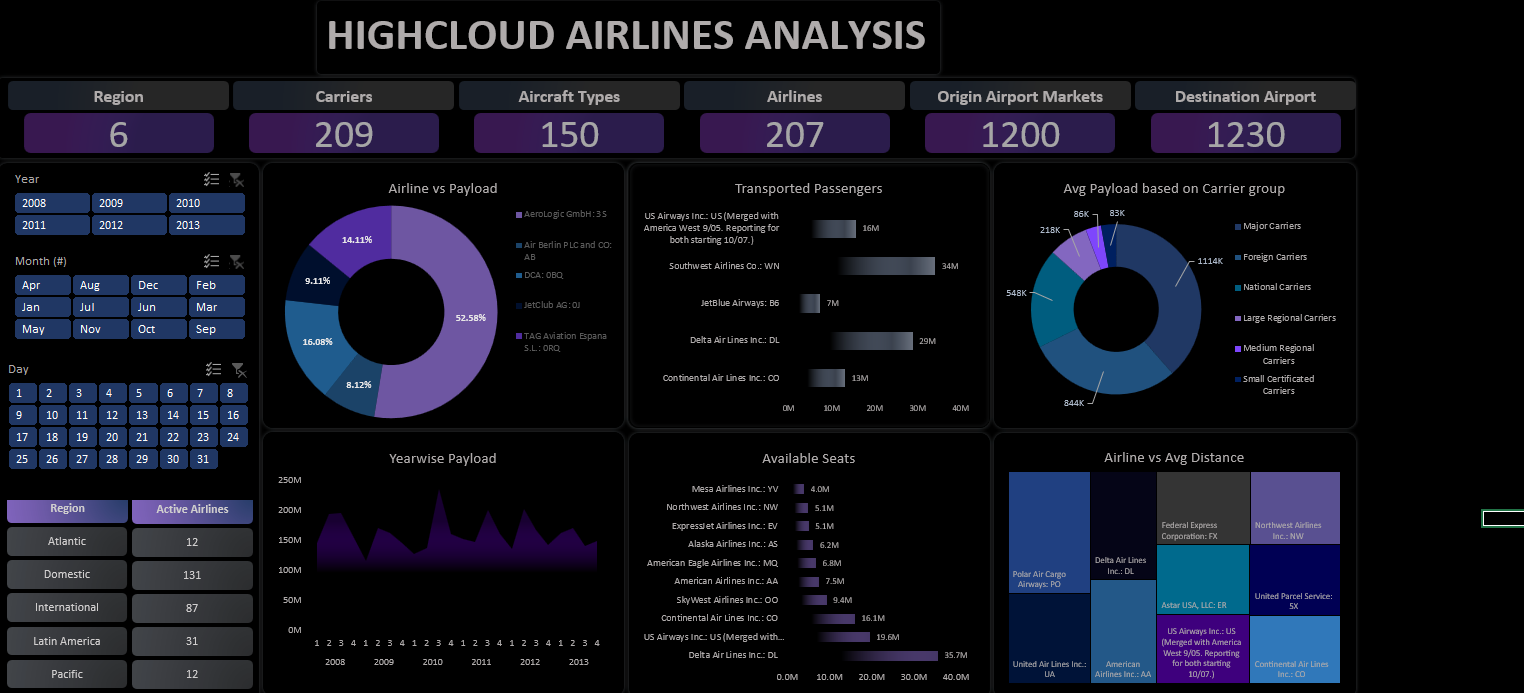 HIGHCLOUD AIRLINES ANALYSIS
Region
6
Carriers
209
Aircraft Types
150
Airlines
207
Origin Airport Markets
1200
Destination Airport
1230
Year
2008 2009 2010
2011 2012 2013
Month (#)
Apr Aug Dec Feb
Jan Jul Jun Mar
May Nov Oct Sep
Day
1 2 3 4 5 6 7 8
9 10 11 12 13 14 15 16
17 18 19 20 21 22 23 24
25 26 27 28 29 30 31
Region Active Airlines
Atlantic 12
Domestic 131
International 87
Latin America 31
Pacific 12
Airline vs Payload
14.11%
9.11%
16.08%
8.12%
52.58%
AeroLogic GmbH: 3S
Air Berlin PLC and CO:
AB
DCA: 0BQ
JetClub AG: 0J
TAG Aviation Espana
S.L.: 0RQ
Transported Passengers
US Airways Inc.: US (Merged with
America West 9/05. Reporting for
both starting 10/07.)
16M
Southwest Airlines Co.: WN 34M
JetBlue Airways: B6 7M
Delta Air Lines Inc.: DL 29M
Continental Air Lines Inc.: CO 13M
0M 10M 20M 30M 40M
Avg Payload based on Carrier group
86K 83K
218K
1114K
548K
844K
Major Carriers
Foreign Carriers
National Carriers
Large Regional Carriers
Medium Regional
Carriers
Small Certificated
Carriers
Yearwise Payload
250M
200M
150M
100M
50M
0M
1 2 3 4 1 2 3 4 1 2 3 4 1 2 3 4 1 2 3 4 1 2 3 4
2008 2009 2010 2011 2012 2013
Available Seats
Mesa Airlines Inc.: YV 4.0M
Northwest Airlines Inc.: NW 5.1M
ExpressJet Airlines Inc.: EV 5.1M
Alaska Airlines Inc.: AS 6.2M
American Eagle Airlines Inc.: MQ 6.8M
American Airlines Inc.: AA 7.5M
SkyWest Airlines Inc.: OO 9.4M
Continental Air Lines Inc.: CO 16.1M
US Airways Inc.: US (Merged with... 19.6M
Delta Air Lines Inc.: DL 35.7M
0.0M 10.0M 20.0M 30.0M 40.0M
Airline vs Avg Distance
Polar Air Cargo
Airways: PO
United Air Lines Inc.:
UA
Delta Air Lines
Inc.: DL
American
Airlines Inc.: AA
Federal Express
Corporation: FX
Astar USA, LLC: ER
US Airways Inc.: US
(Merged with America
West 9/05. Reporting
for both starting
10/07.)
Northwest Airlines
Inc.: NW
United Parcel Service:
5X
Continental Air Lines
Inc.: CO